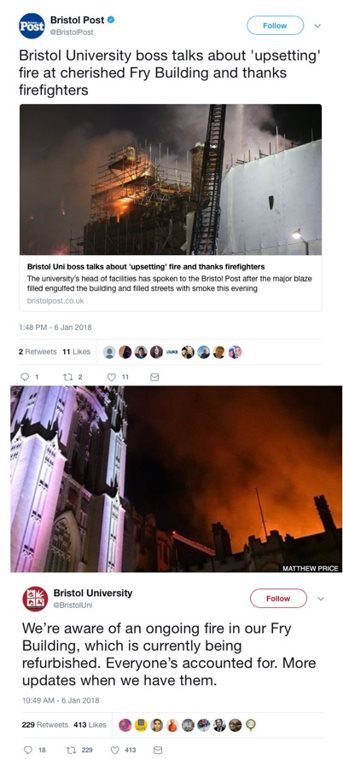 Bristol Post
@BristolPost
Follow
Bristol University boss talks about 'upsetting'
fire at cherished Fry Building and thanks
firefighters
Bristol Uni boss talks about 'upsetting' fire and thanks firefighters
The university's head of facilities has spoken to the Bristol Post after the major blaze
filled engulfed the building and filled streets with smoke this evening
bristolpost.co.uk
1:48 PM - 6 Jan 2018
2 Retweets 11 Likes
1 2 11
MATTHEW PRICE
Bristol University
@BristolUni
Follow
We're aware of an ongoing fire in our Fry
Building, which is currently being
refurbished. Everyone's accounted for. More
updates when we have them.
10:49 AM - 6 Jan 2018
229 Retweets 413 Likes
18 229 413